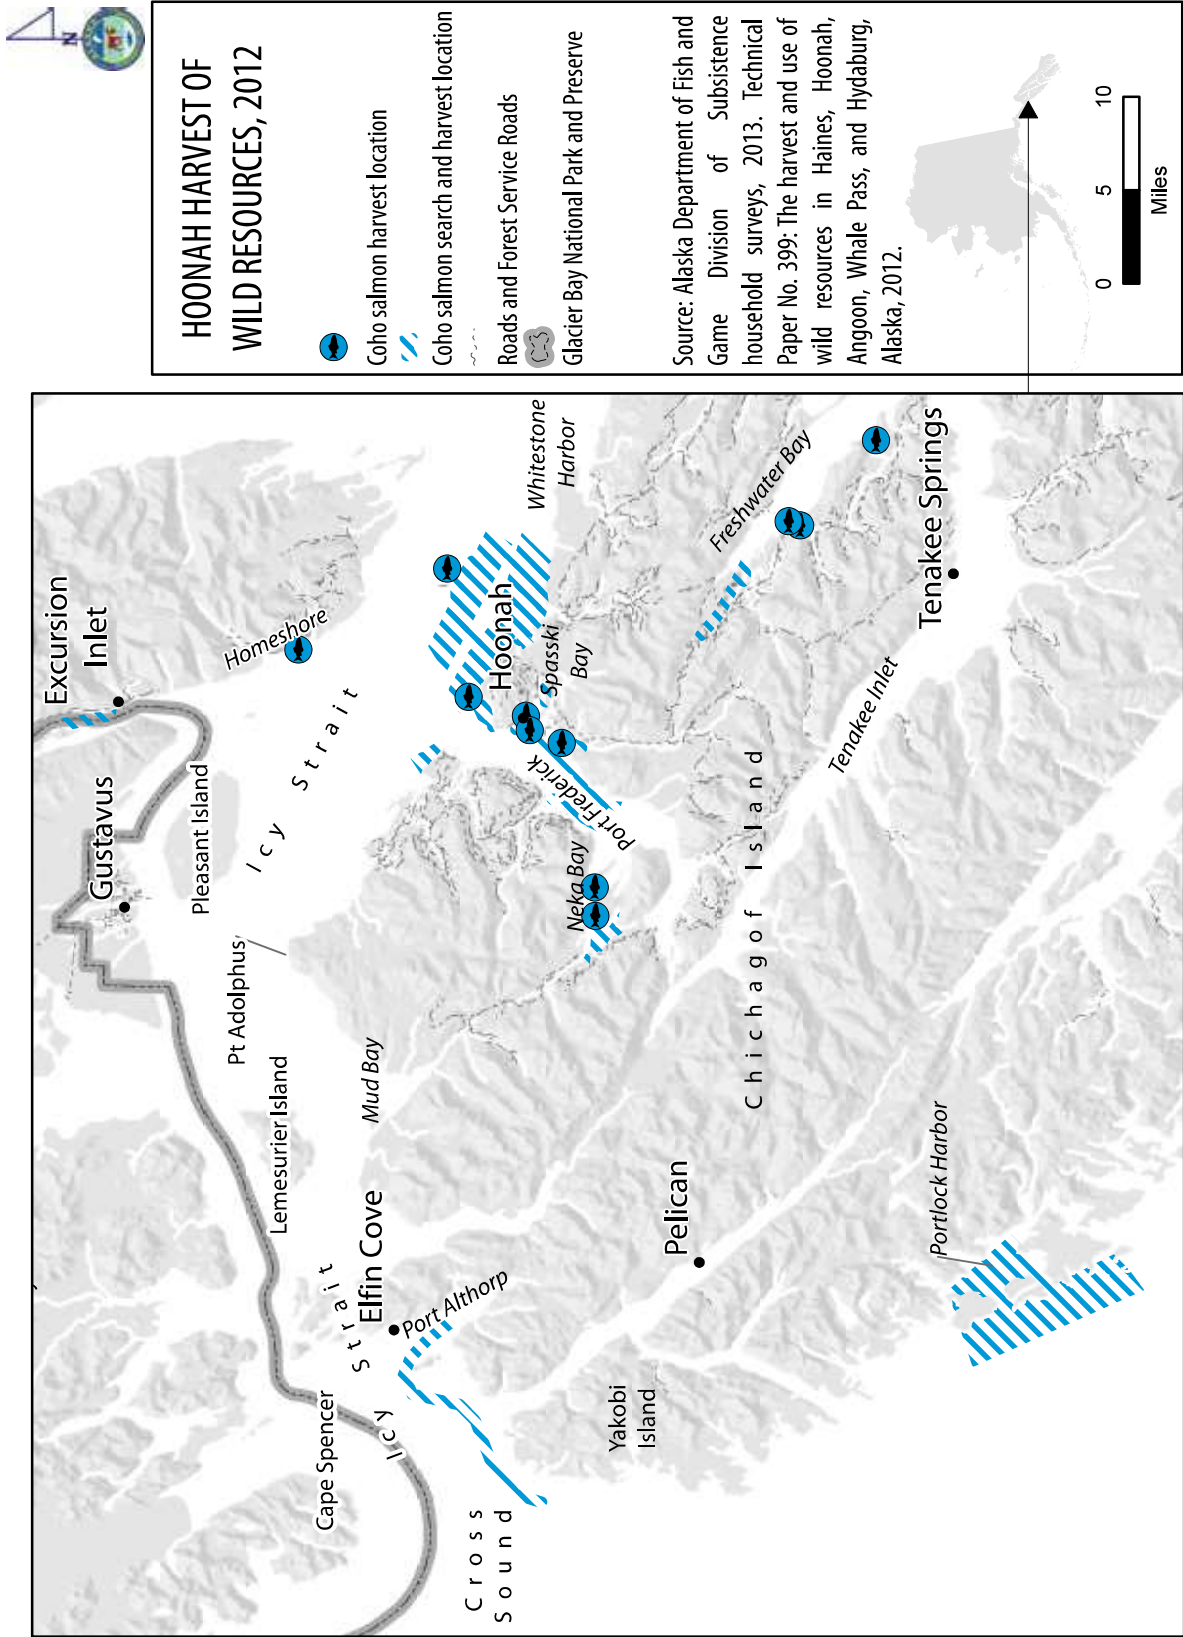 HOONAH HARVEST OF
WILD RESOURCES, 2012
Coho salmon harvest location
Coho salmon search and harvest location
Roads and Forest Service Roads
Glacier Bay National Park and Preserve
Source: Alaska Department of Fish and
Game Division of Subsistence
household surveys, 2013. Technical
Paper No. 399: The harvest and use of
wild resources in Haines, Hoonah,
Angoon, Whale Pass, and Hydaburg,
Alaska, 2012.
0 5 10
Miles
N
Excursion
Inlet
Gustavus
Homeshore
Pleasant Island
Icy Strait
Pt Adolphus
Lemesurier Island
Mud Bay
Icy Strait
Elfin Cove
Port Althorp
Cape Spencer
Cross
Sound
Yakobi
Island
Pelican
Portlock Harbor
Chichagof Island
Neka Bay
Port Frederick
Hoonah
Spasski
Bay
Whitestone
Harbor
Freshwater Bay
Tenakee Inlet
Tenakee Springs